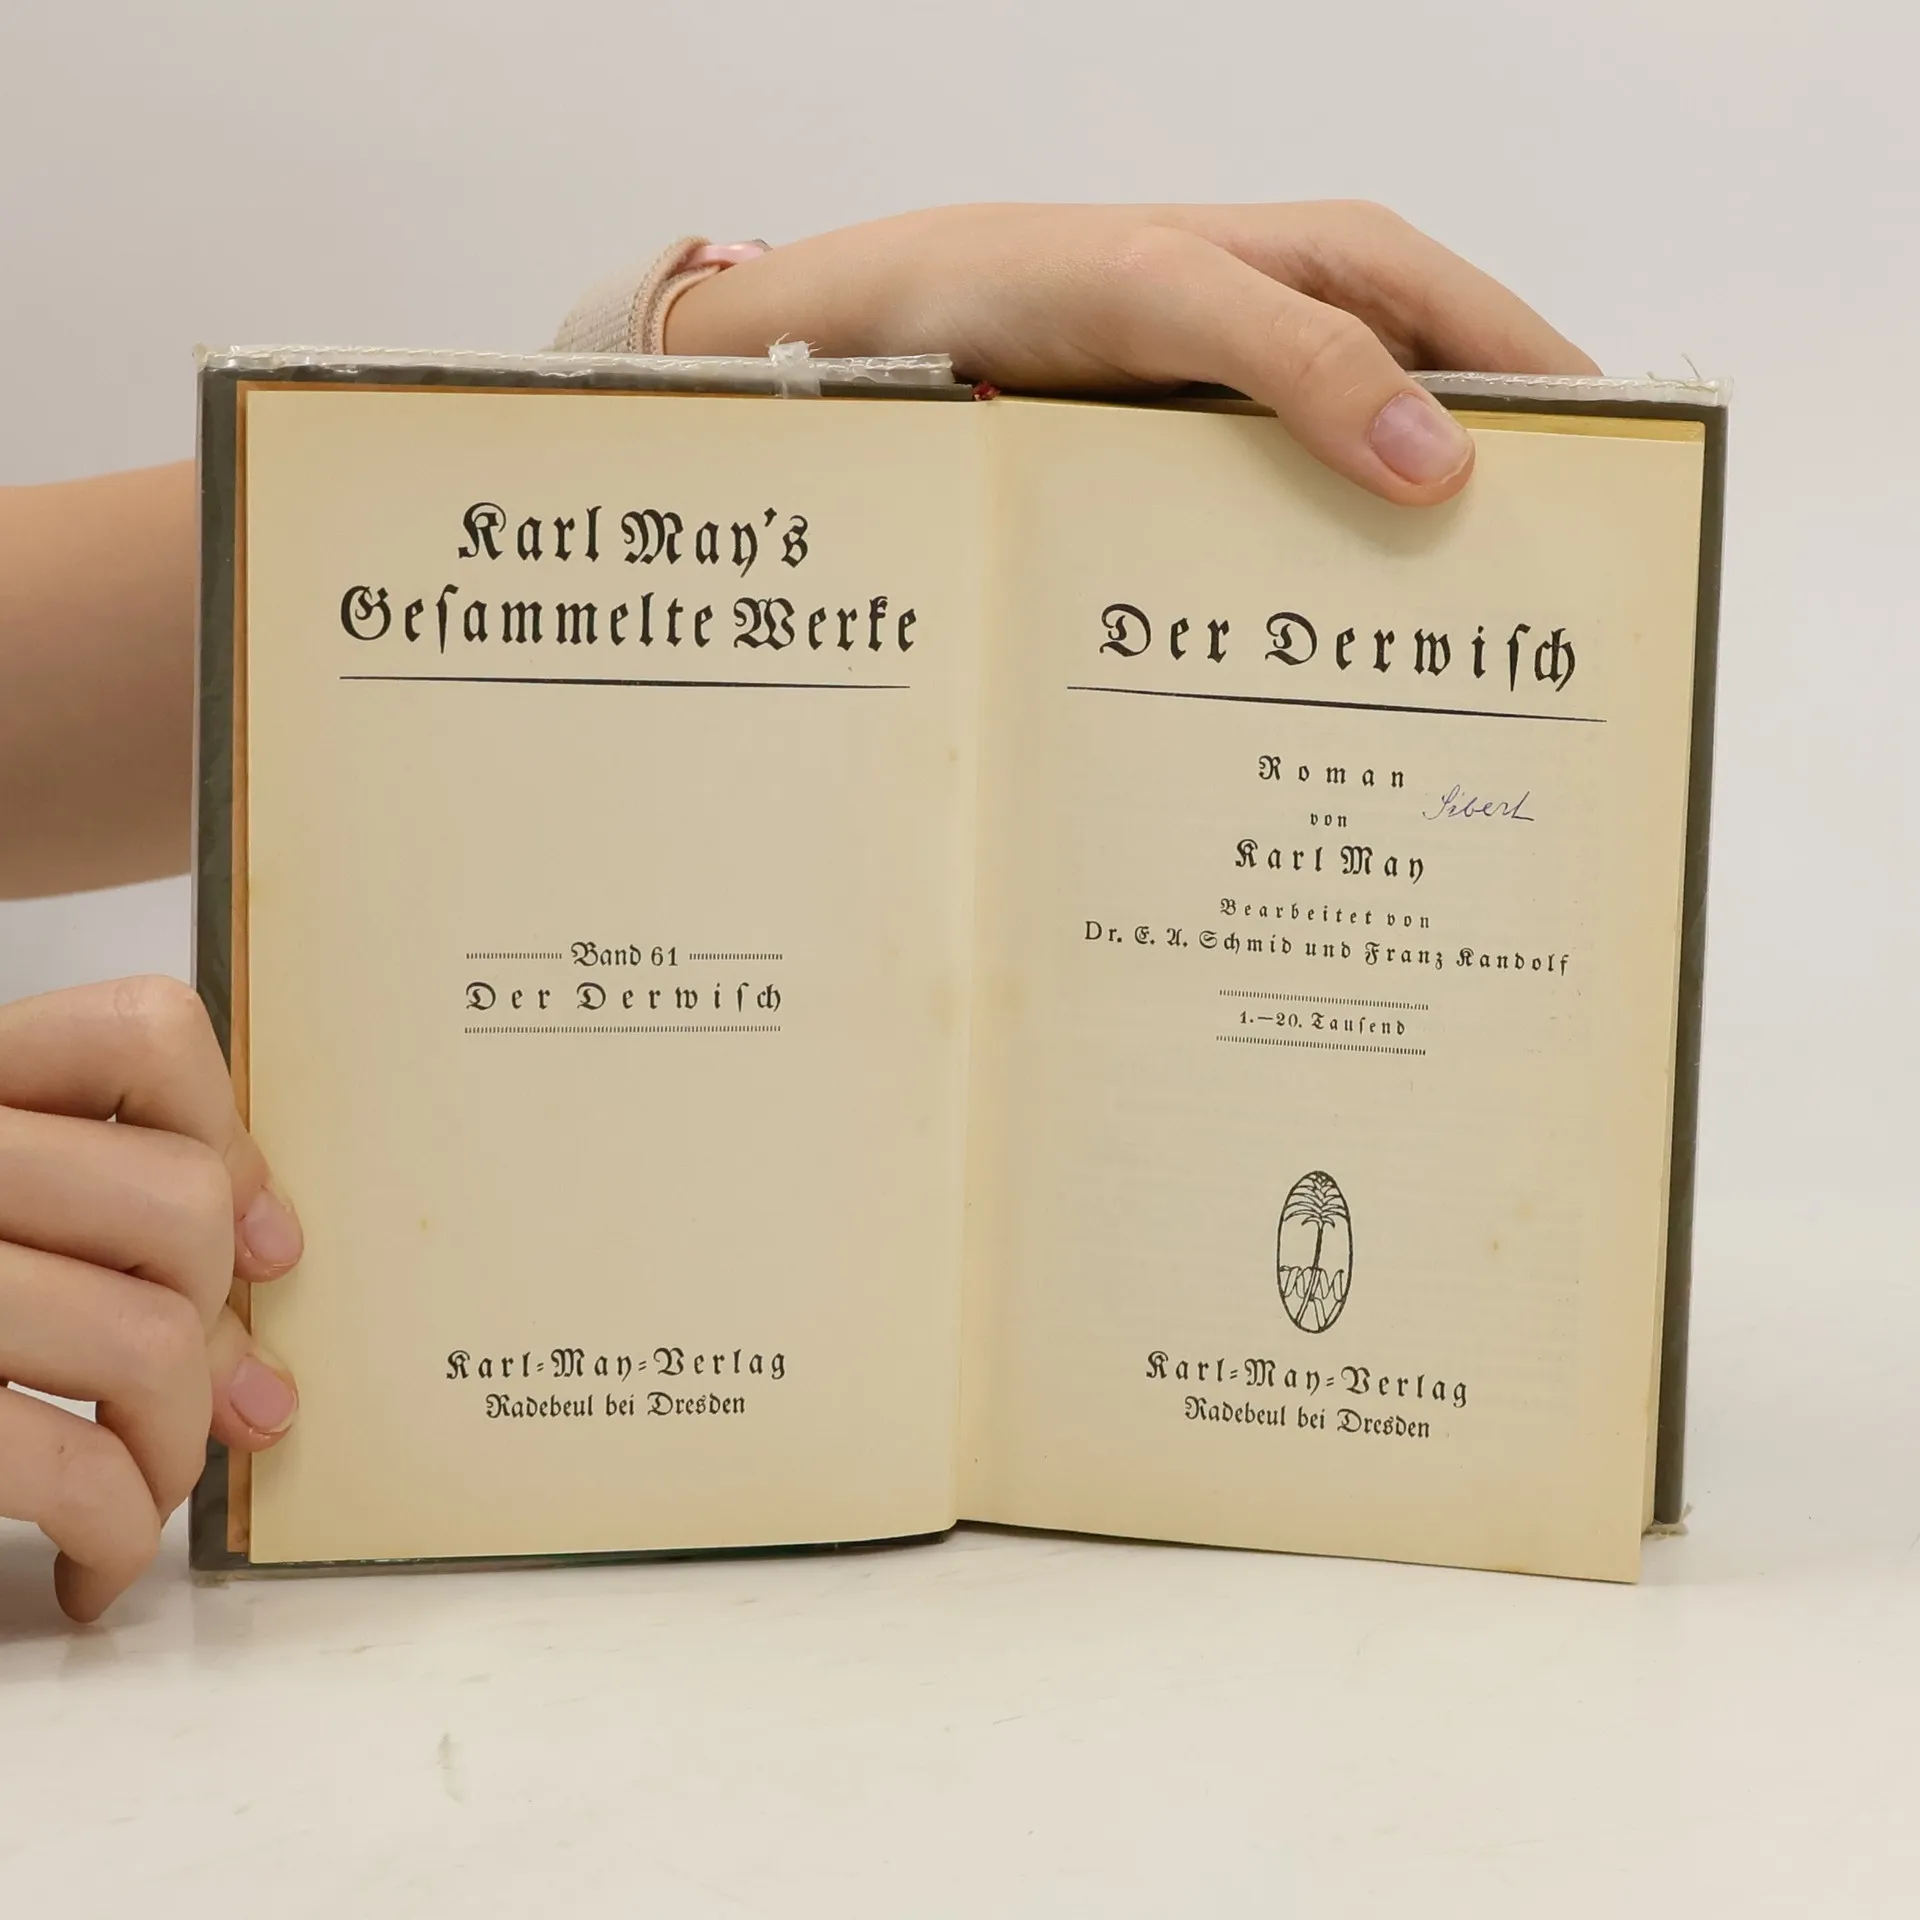 Karl May's
Geſammelte Werke
Band 61
Der Derwiſch
Karl-May-Verlag
Radebeul bei Dresden
Der Derwiſch
Roman
Sibert
von
Karl May
Bearbeitet von
Dr. E. A. Schmid und Franz Kandolf
1.—20. Tauſend
KMV
Karl-May-Verlag
Radebeul bei Dresden